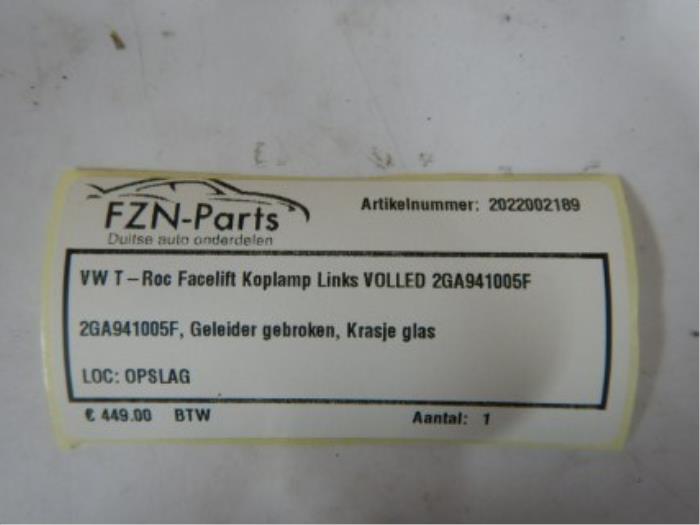 FZN-Parts
Duitse auto onderdelen
Artikelnummer: 2022002189
VW T-Roc Facelift Koplamp Links VOLLED 2GA941005F
2GA941005F, Geleider gebroken, Krasje glas
LOC: OPSLAG
€ 449.00 BTW Aantal: 1